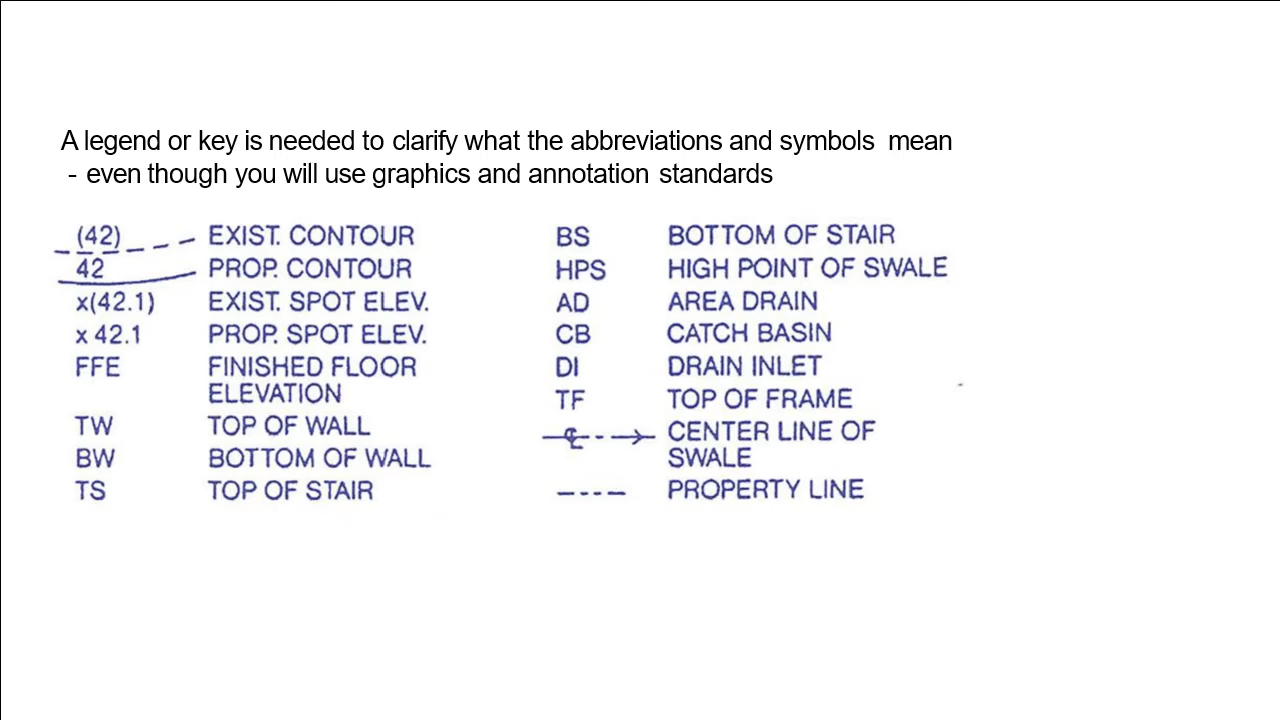 A legend or key is needed to clarify what the abbreviations and symbols mean
- even though you will use graphics and annotation standards
(42) EXIST. CONTOUR
42 PROP. CONTOUR
x(42.1) EXIST. SPOT ELEV.
x 42.1 PROP. SPOT ELEV.
FFE FINISHED FLOOR
ELEVATION
TW TOP OF WALL
BW BOTTOM OF WALL
TS TOP OF STAIR
BS BOTTOM OF STAIR
HPS HIGH POINT OF SWALE
AD AREA DRAIN
CB CATCH BASIN
DI DRAIN INLET
TF TOP OF FRAME
℄ CENTER LINE OF
SWALE
PROPERTY LINE